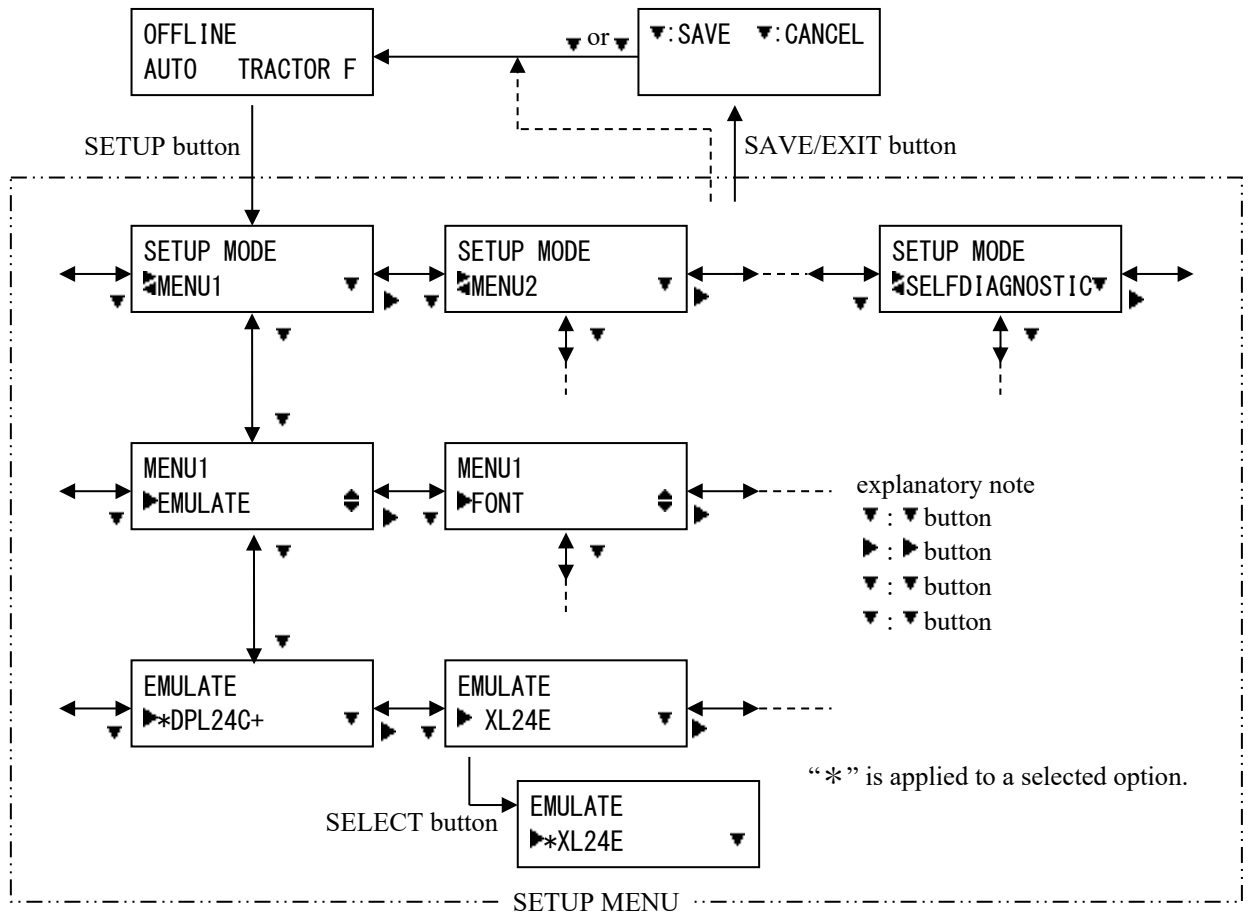 OFFLINE
AUTO TRACTOR F
▼ or ▼
▼:SAVE ▼:CANCEL
SETUP button
SAVE/EXIT button
SETUP MODE
MENU1 ▼
SETUP MODE
MENU2 ▼
SETUP MODE
SELFDIAGNOSTIC▼
MENU1
▶EMULATE
MENU1
▶FONT
explanatory note
▼ : ▼ button
▶ : ▶ button
▼ : ▼ button
▼ : ▼ button
EMULATE
▶*DPL24C+ ▼
EMULATE
▶ XL24E ▼
“＊” is applied to a selected option.
SELECT button
EMULATE
▶*XL24E ▼
SETUP MENU